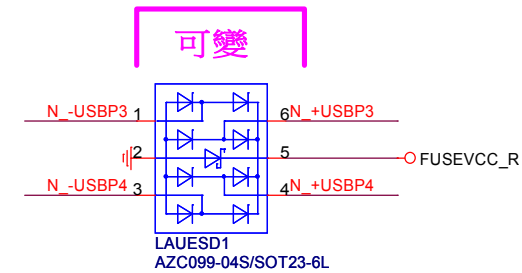 可變
N_-USBP3 1
6 N_+USBP3
2
5 FUSEVCC_R
N_-USBP4 3
4 N_+USBP4
LAUESD1
AZC099-04S/SOT23-6L